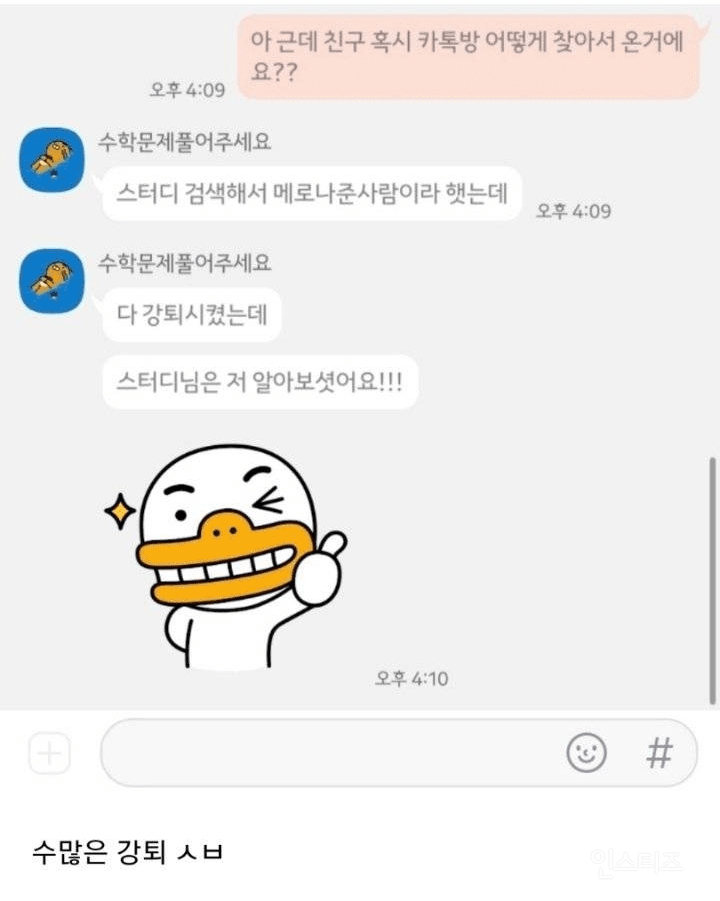 아 근데 친구 혹시 카톡방 어떻게 찾아서 온거에
요??
오후 4:09
수학문제풀어주세요
스터디 검색해서 메로나준사람이라 햇는데
오후 4:09
수학문제풀어주세요
다 강퇴시켰는데
스터디님은 저 알아보셧어요!!!
오후 4:10
#
수많은 강퇴 ㅅㅂ
인스티즈